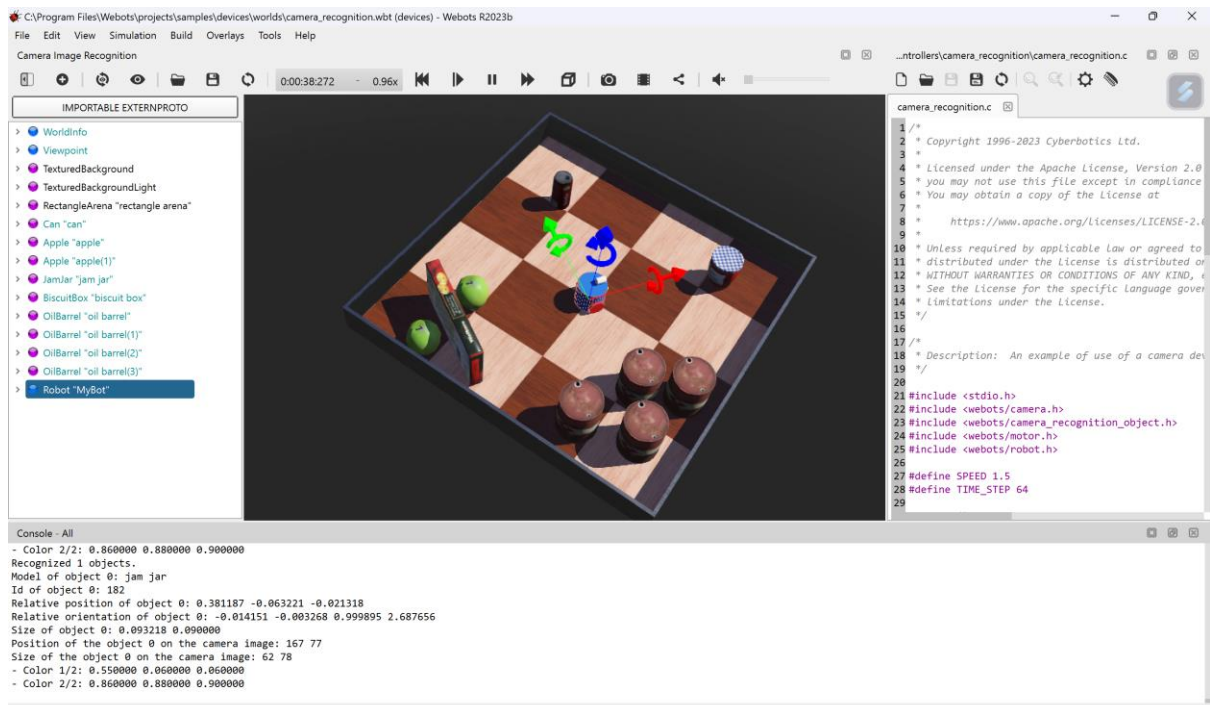 C:\Program Files\Webots\projects\samples\devices\worlds\camera_recognition.wbt (devices) - Webots R2023b
File Edit View Simulation Build Overlays Tools Help
Camera Image Recognition
...ntrollers\camera_recognition\camera_recognition.c
0:00:38:272 - 0.96x
IMPORTABLE EXTERNPROTO
WorldInfo
Viewpoint
TexturedBackground
TexturedBackgroundLight
RectangleArena "rectangle arena"
Can "can"
Apple "apple"
Apple "apple(1)"
JamJar "jam jar"
BiscuitBox "biscuit box"
OilBarrel "oil barrel"
OilBarrel "oil barrel(1)"
OilBarrel "oil barrel(2)"
OilBarrel "oil barrel(3)"
Robot "MyBot"
camera_recognition.c
1 /*
2 * Copyright 1996-2023 Cyberbotics Ltd.
3 *
4 * Licensed under the Apache License, Version 2.0
5 * you may not use this file except in compliance
6 * You may obtain a copy of the License at
7 *
8 * https://www.apache.org/licenses/LICENSE-2.
9 *
10 * Unless required by applicable law or agreed to
11 * distributed under the License is distributed o
12 * WITHOUT WARRANTIES OR CONDITIONS OF ANY KIND,
13 * See the License for the specific language gove
14 * limitations under the License.
15 */
16
17 /*
18 * Description: An example of use of a camera de
19 */
20
21 #include <stdio.h>
22 #include <webots/camera.h>
23 #include <webots/camera_recognition_object.h>
24 #include <webots/motor.h>
25 #include <webots/robot.h>
26
27 #define SPEED 1.5
28 #define TIME_STEP 64
29
Console - All
- Color 2/2: 0.860000 0.880000 0.900000
Recognized 1 objects.
Model of object 0: jam jar
Id of object 0: 182
Relative position of object 0: 0.381187 -0.063221 -0.021318
Relative orientation of object 0: -0.014151 -0.003268 0.999895 2.687656
Size of object 0: 0.093218 0.090000
Position of the object 0 on the camera image: 167 77
Size of the object 0 on the camera image: 62 78
- Color 1/2: 0.550000 0.060000 0.060000
- Color 2/2: 0.860000 0.880000 0.900000